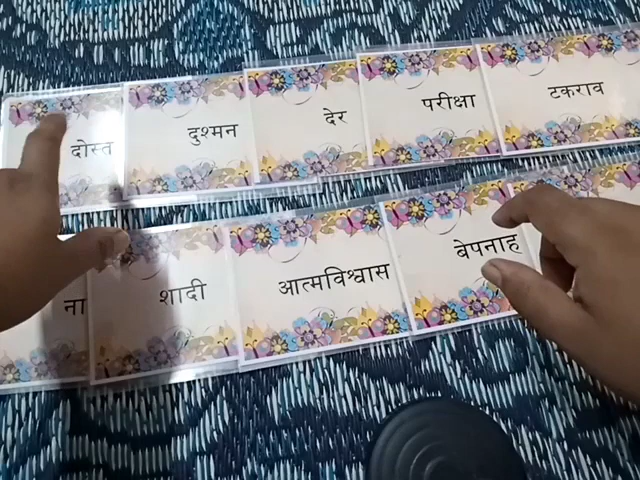 दोस्त दुश्मन देर परीक्षा टकराव
ना शादी आत्मविश्वास बेपनाह